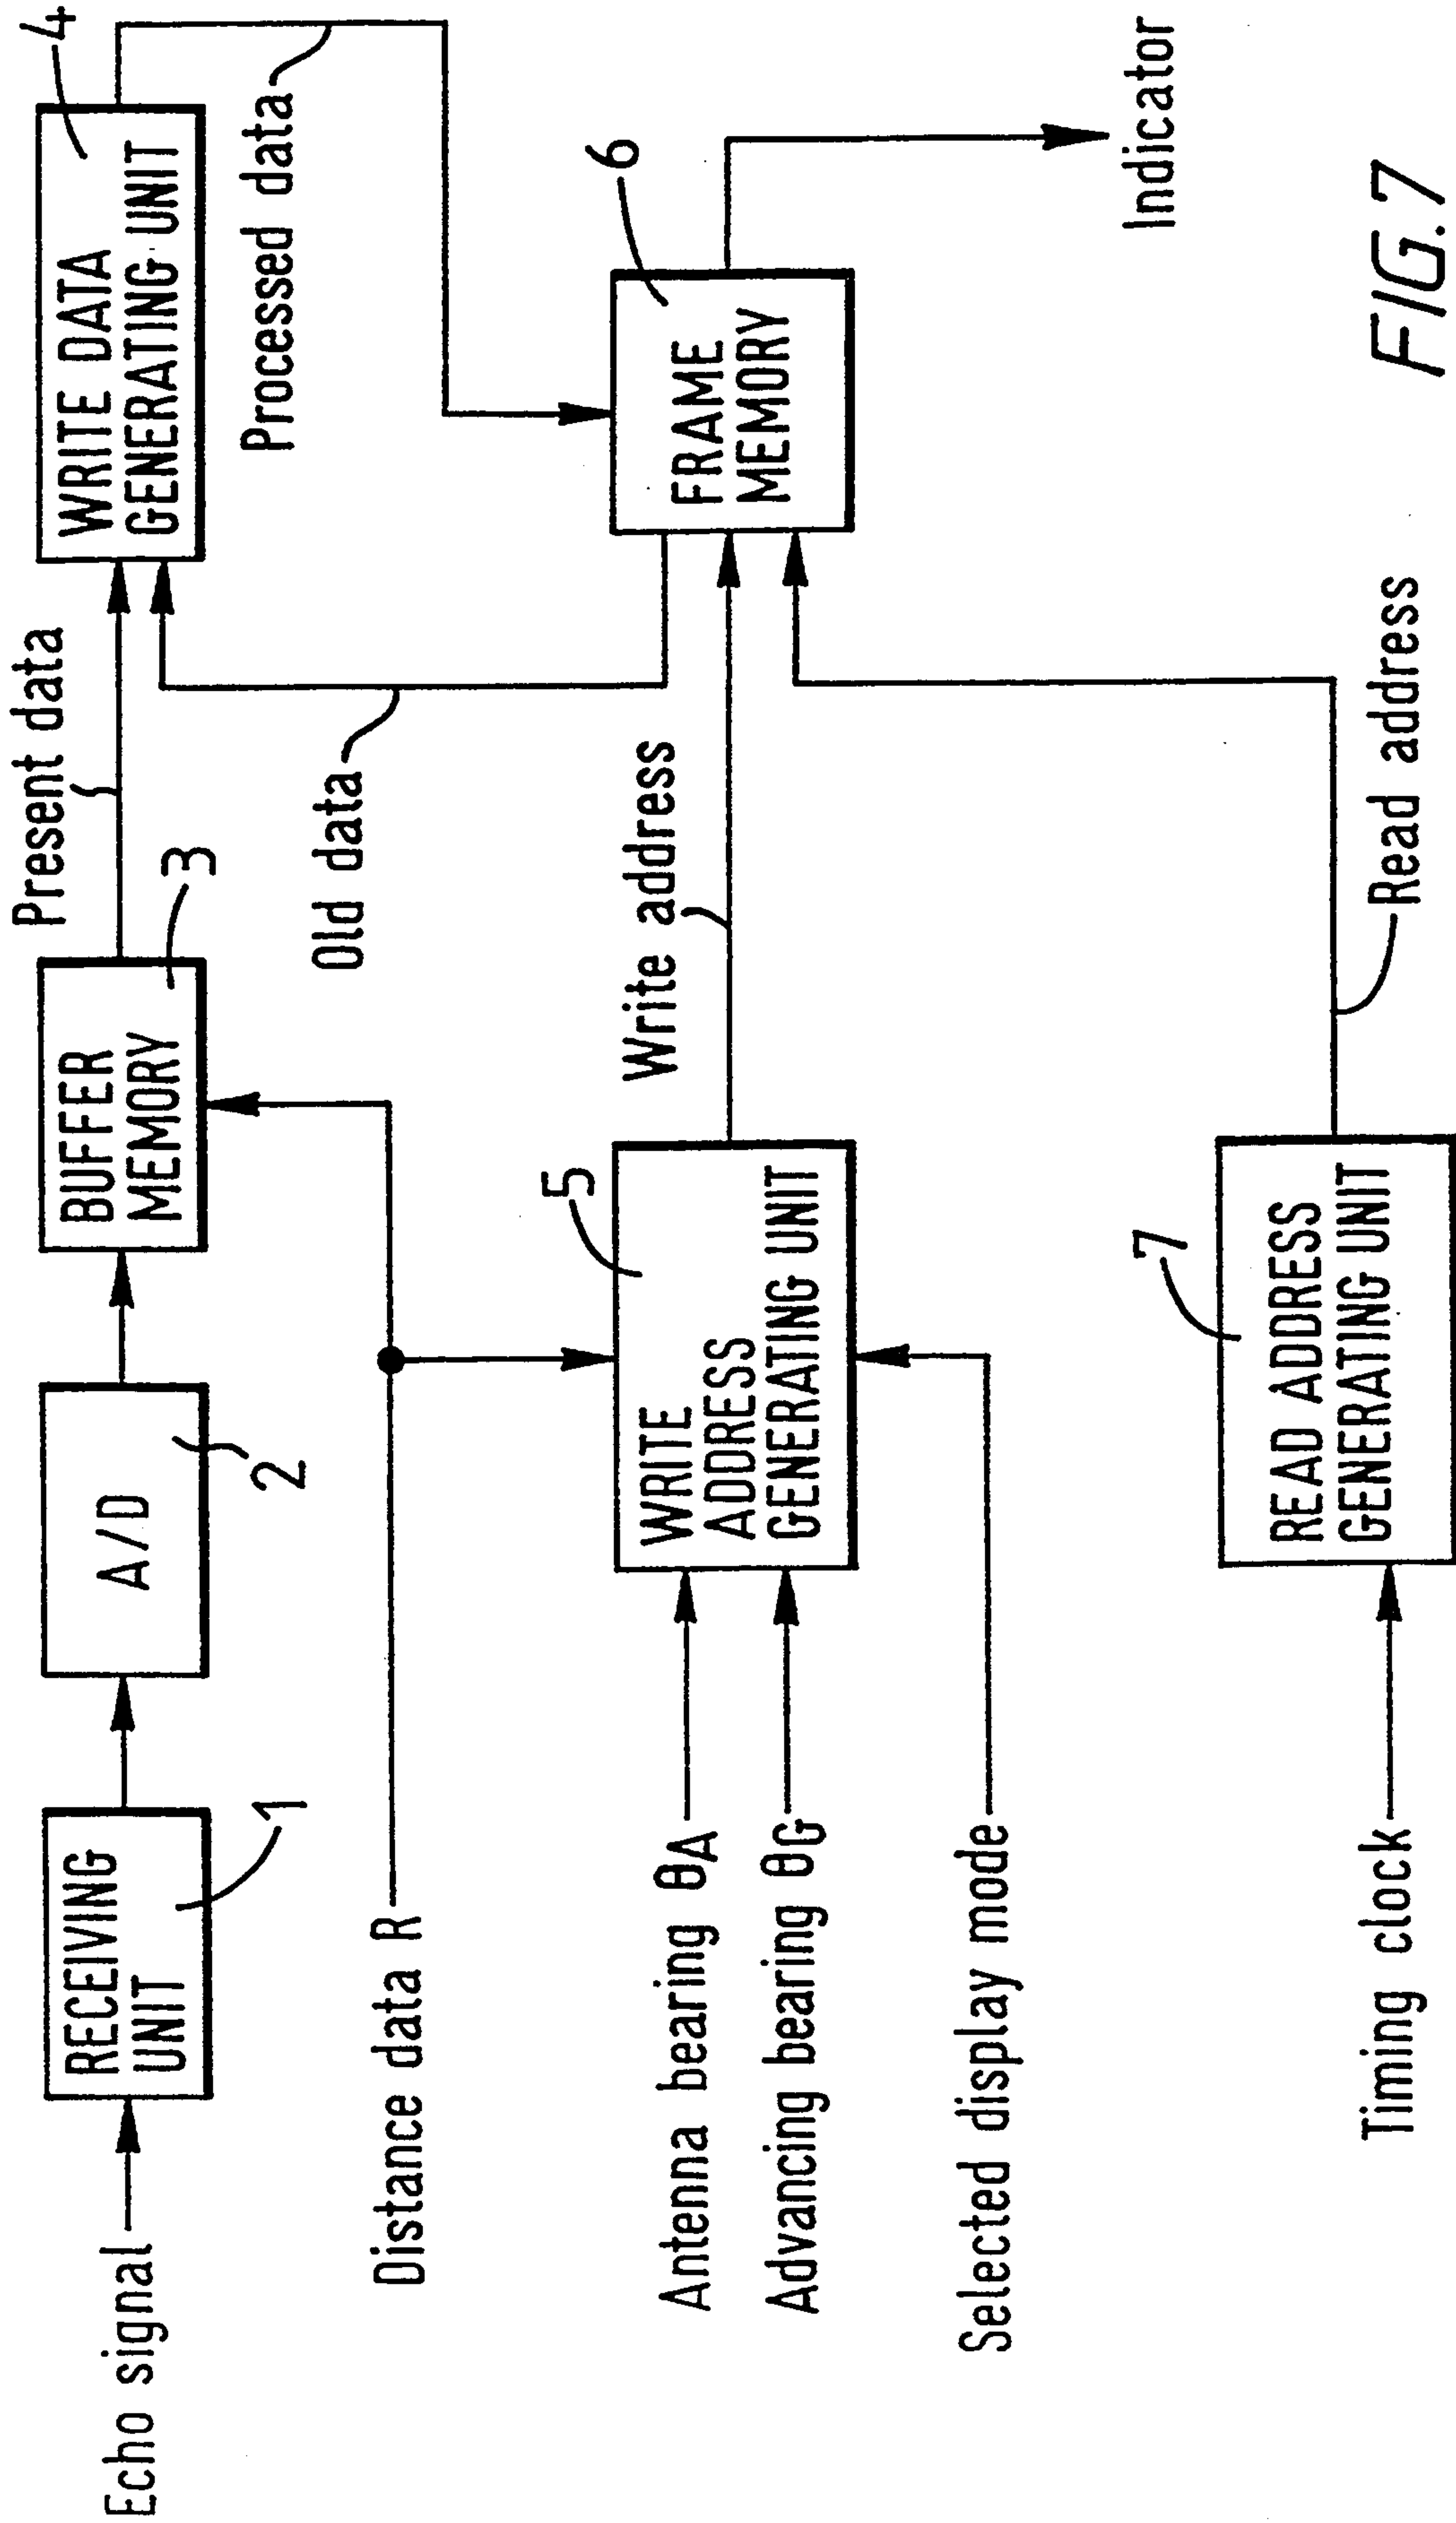 Echo signal
RECEIVING
UNIT
1
A/D
2
BUFFER
MEMORY
3
Present data
WRITE DATA
GENERATING UNIT
4
Processed data
Old data
Distance data R
Antenna bearing θA
Advancing bearing θG
Selected display mode
WRITE
ADDRESS
GENERATING UNIT
5
Write address
FRAME
MEMORY
6
Indicator
Timing clock
READ ADDRESS
GENERATING UNIT
7
Read address
FIG. 7